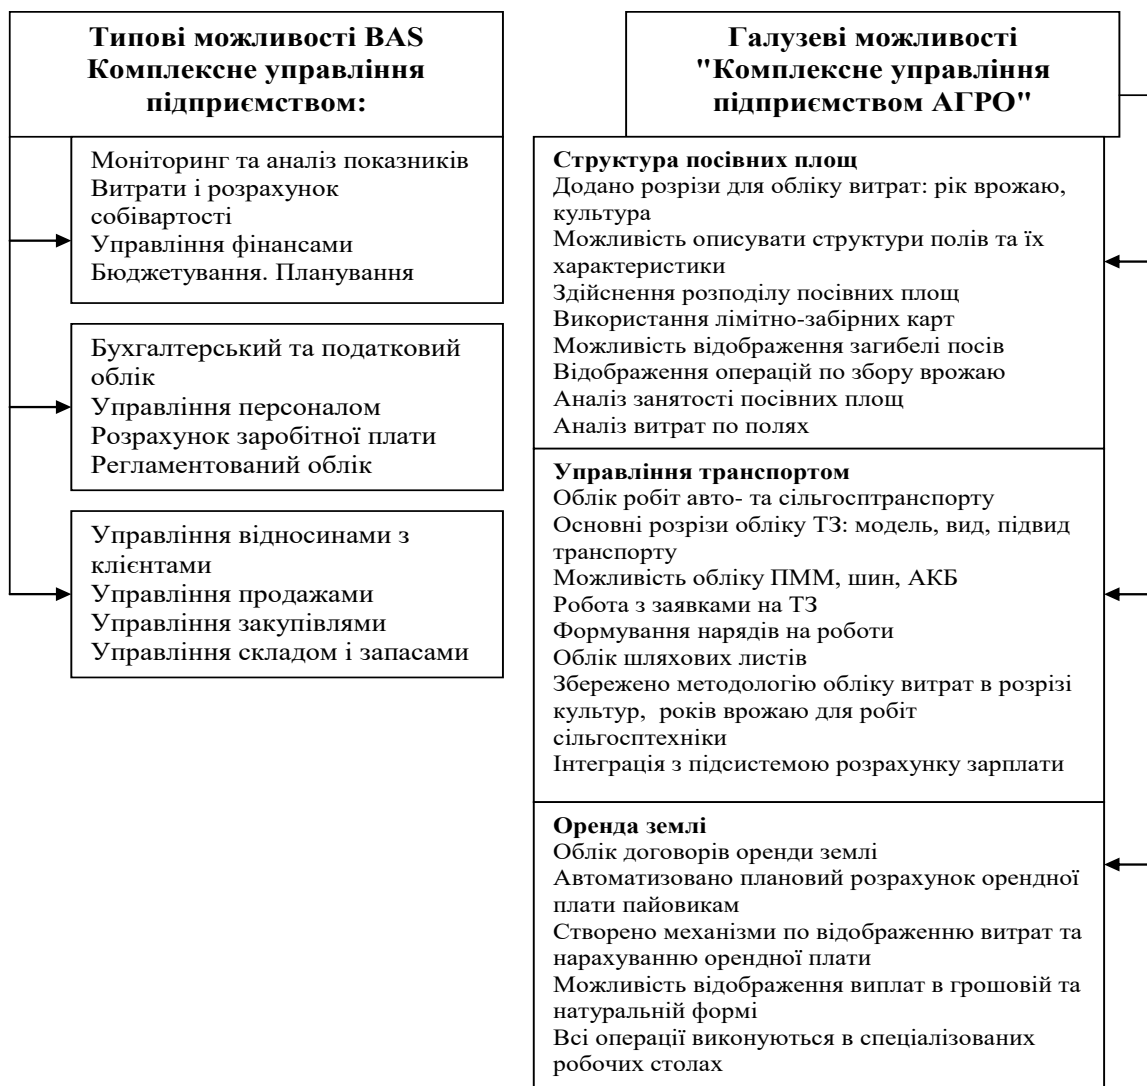 Типові можливості BAS
Комплексне управління
підприємством:
Моніторинг та аналіз показників
Витрати і розрахунок
собівартості
Управління фінансами
Бюджетування. Планування
Бухгалтерський та податковий
облік
Управління персоналом
Розрахунок заробітної плати
Регламентований облік
Управління відносинами з
клієнтами
Управління продажами
Управління закупівлями
Управління складом і запасами
Галузеві можливості
"Комплексне управління
підприємством АГРО"
Структура посівних площ
Додано розрізи для обліку витрат: рік врожаю,
культура
Можливість описувати структури полів та їх
характеристики
Здійснення розподілу посівних площ
Використання лімітно-забірних карт
Можливість відображення загибелі посів
Відображення операцій по збору врожаю
Аналіз занятості посівних площ
Аналіз витрат по полях
Управління транспортом
Облік робіт авто- та сільгосптранспорту
Основні розрізи обліку ТЗ: модель, вид, підвид
транспорту
Можливість обліку ПММ, шин, АКБ
Робота з заявками на ТЗ
Формування нарядів на роботи
Облік шляхових листів
Збережено методологію обліку витрат в розрізі
культур, років врожаю для робіт
сільгосптехніки
Інтеграція з підсистемою розрахунку зарплати
Оренда землі
Облік договорів оренди землі
Автоматизовано плановий розрахунок орендної
плати пайовикам
Створено механізми по відображенню витрат та
нарахуванню орендної плати
Можливість відображення виплат в грошовій та
натуральній формі
Всі операції виконуються в спеціалізованих
робочих столах